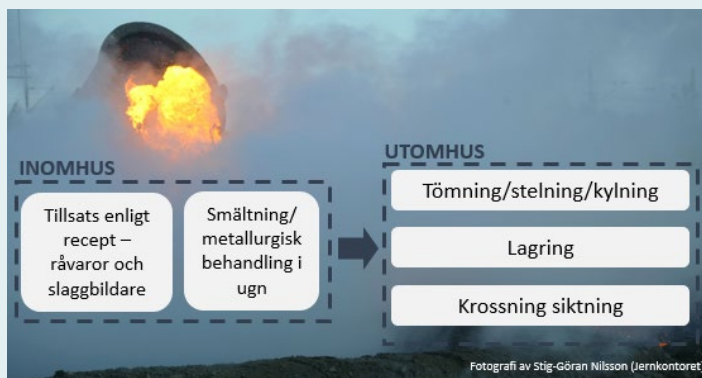 INOMHUS
Tillsats enligt
recept –
råvaror och
slaggbildare
Smältning/
metallurgisk
behandling i
ugn
UTOMHUS
Tömning/stelning/kylning
Lagring
Krossning siktning
Fotografi av Stig-Göran Nilsson (Jernkontoret)